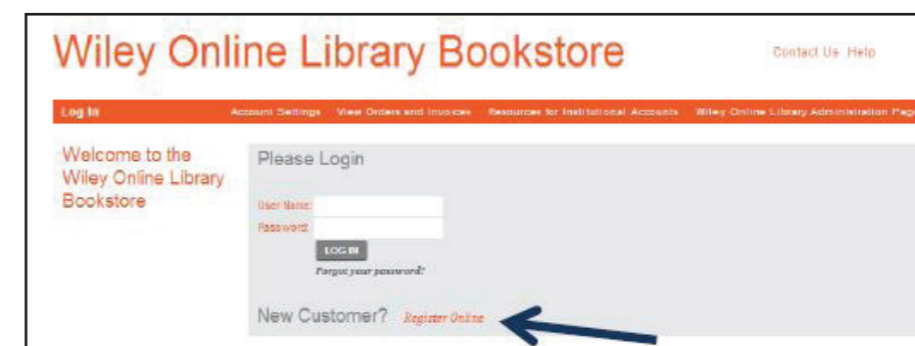 Wiley Online Library Bookstore
Contact Us Help
Log In Account Settings View Orders and Invoices Resources for Institutional Accounts Wiley Online Library Administration Page
Welcome to the
Wiley Online Library
Bookstore
Please Login
User Name:
Password:
LOG IN
Forgot your password?
New Customer? Register Online